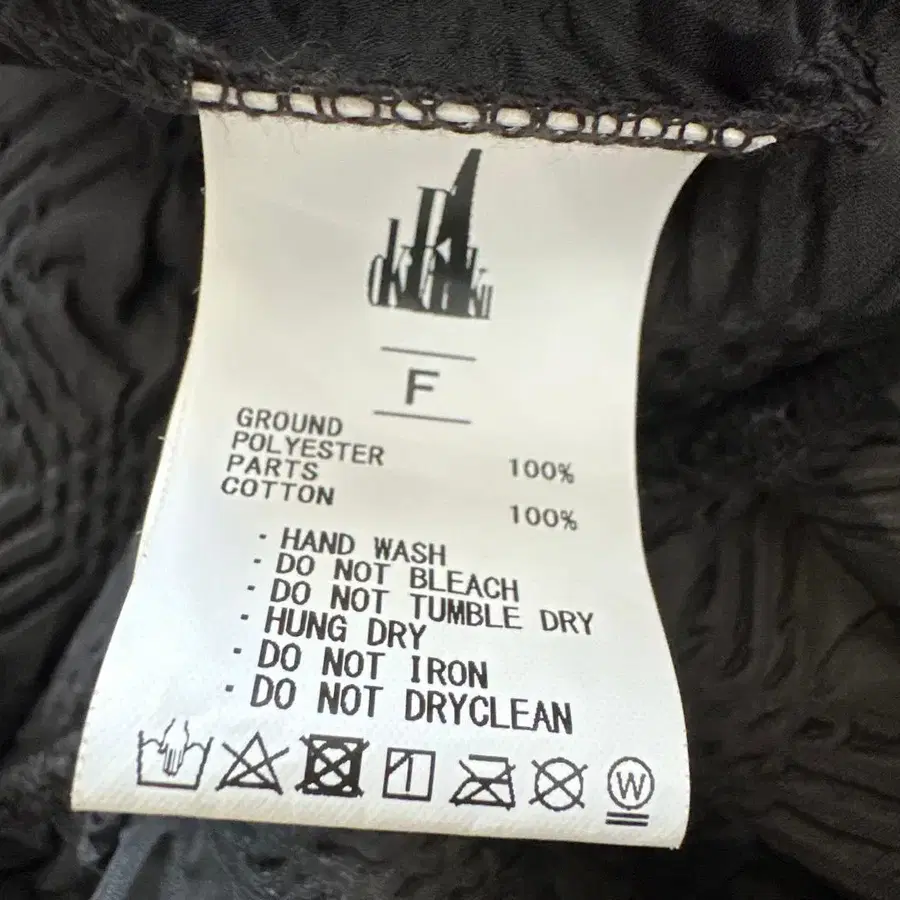 F
GROUND
POLYESTER 100%
PARTS
COTTON 100%
· HAND WASH
· DO NOT BLEACH
· DO NOT TUMBLE DRY
· HUNG DRY
· DO NOT IRON
· DO NOT DRYCLEAN
W